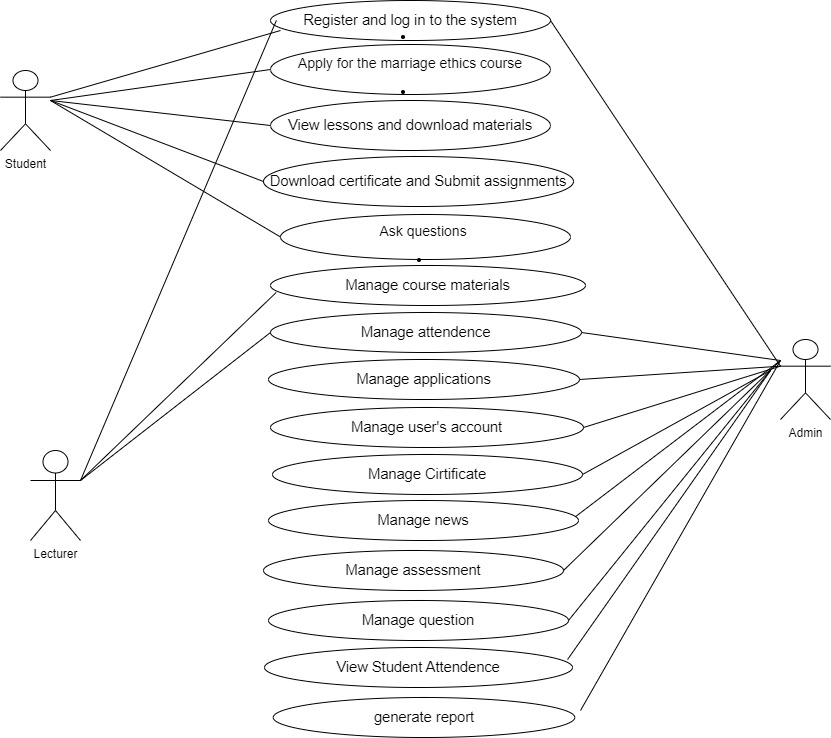 Register and log in to the system
Apply for the marriage ethics course
View lessons and download materials
Student
Download certificate and Submit assignments
Ask questions
Manage course materials
Manage attendence
Manage applications
Manage user's account
Admin
Manage Cirtificate
Manage news
Lecturer
Manage assessment
Manage question
View Student Attendence
generate report